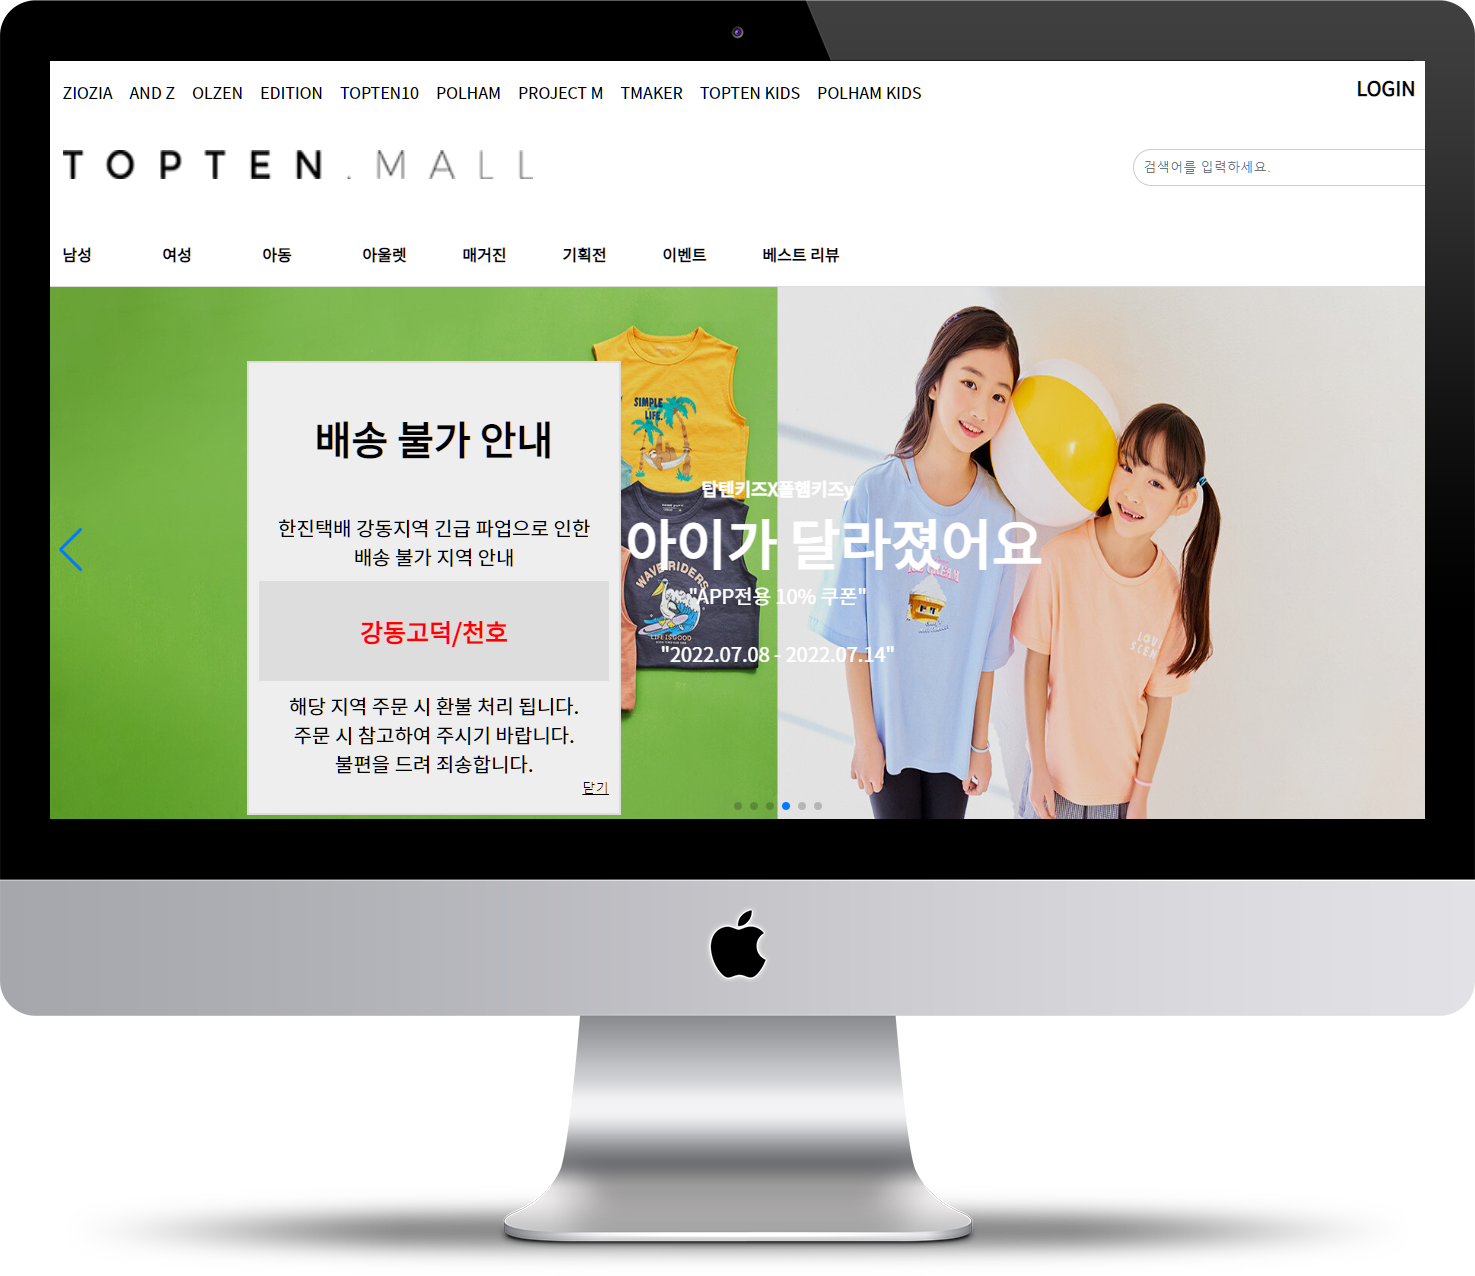 ZIOZIA AND Z OLZEN EDITION TOPTEN10 POLHAM PROJECT M TMAKER TOPTEN KIDS POLHAM KIDS
LOGIN
TOPTEN.MALL
검색어를 입력하세요.
남성 여성 아동 아울렛 매거진 기획전 이벤트 베스트 리뷰
배송 불가 안내
한진택배 강동지역 긴급 파업으로 인한
배송 불가 지역 안내
강동고덕/천호
해당 지역 주문 시 환불 처리 됩니다.
주문 시 참고하여 주시기 바랍니다.
불편을 드려 죄송합니다.
닫기
탑텐키즈X폴햄키즈y
아이가 달라졌어요
"APP전용 10% 쿠폰"
"2022.07.08 - 2022.07.14"
SIMPLE
LIFE.
WAVE RIDERS
LIFE IS GOOD
ICE CREAM
LOVE
SCEN